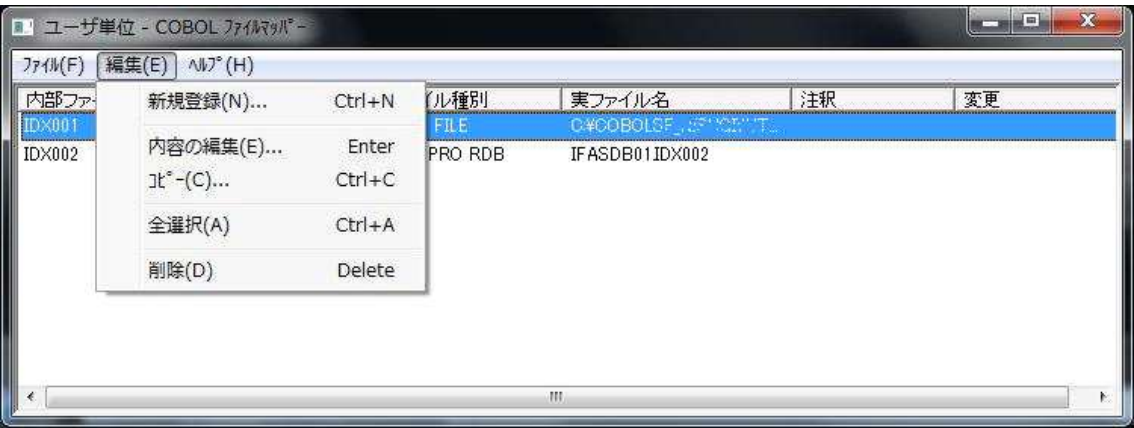 ユーザ単位 - COBOL ﾌｧｲﾙﾏｯﾊﾟｰ
ﾌｧｲﾙ(F) 編集(E) ﾍﾙﾌﾟ(H)
内部ファイ ル種別 実ファイル名 注釈 変更
新規登録(N)... Ctrl+N
IDX001 FILE
内容の編集(E)... Enter
IDX002 PRO RDB IFASDB01IDX002
ｺﾋﾟｰ(C)... Ctrl+C
全選択(A) Ctrl+A
削除(D) Delete